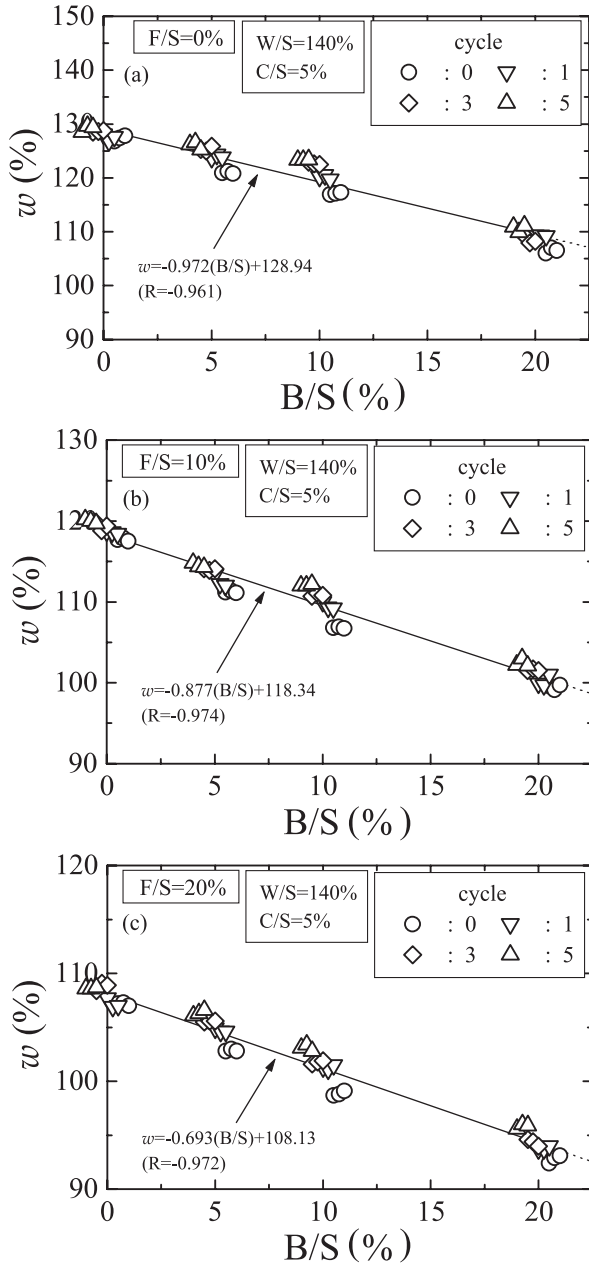 150
140
130
120
110
100
90
w (%)
F/S=0%
W/S=140%
C/S=5%
(a)
cycle
: 0
: 1
: 3
: 5
w=-0.972(B/S)+128.94
(R=-0.961)
0 5 10 15 20
B/S (%)
130
120
110
100
90
w (%)
F/S=10%
W/S=140%
C/S=5%
(b)
cycle
: 0
: 1
: 3
: 5
w=-0.877(B/S)+118.34
(R=-0.974)
0 5 10 15 20
B/S (%)
120
110
100
90
w (%)
F/S=20%
W/S=140%
C/S=5%
(c)
cycle
: 0
: 1
: 3
: 5
w=-0.693(B/S)+108.13
(R=-0.972)
0 5 10 15 20
B/S (%)